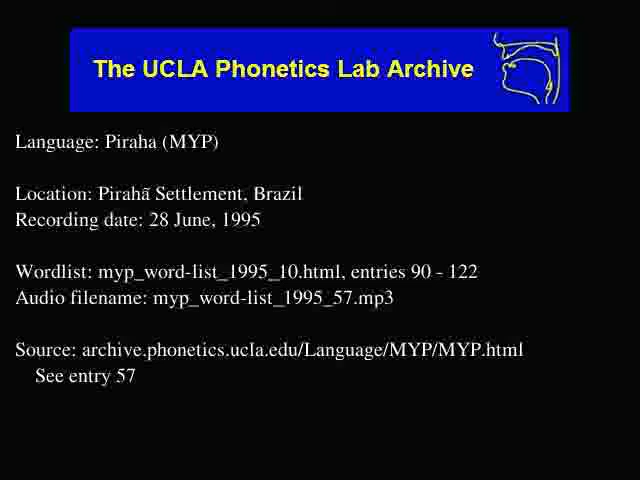 The UCLA Phonetics Lab Archive
Language: Piraha (MYP)
Location: Pirahã Settlement, Brazil
Recording date: 28 June, 1995
Wordlist: myp_word-list_1995_10.html, entries 90 - 122
Audio filename: myp_word-list_1995_57.mp3
Source: archive.phonetics.ucla.edu/Language/MYP/MYP.html
See entry 57